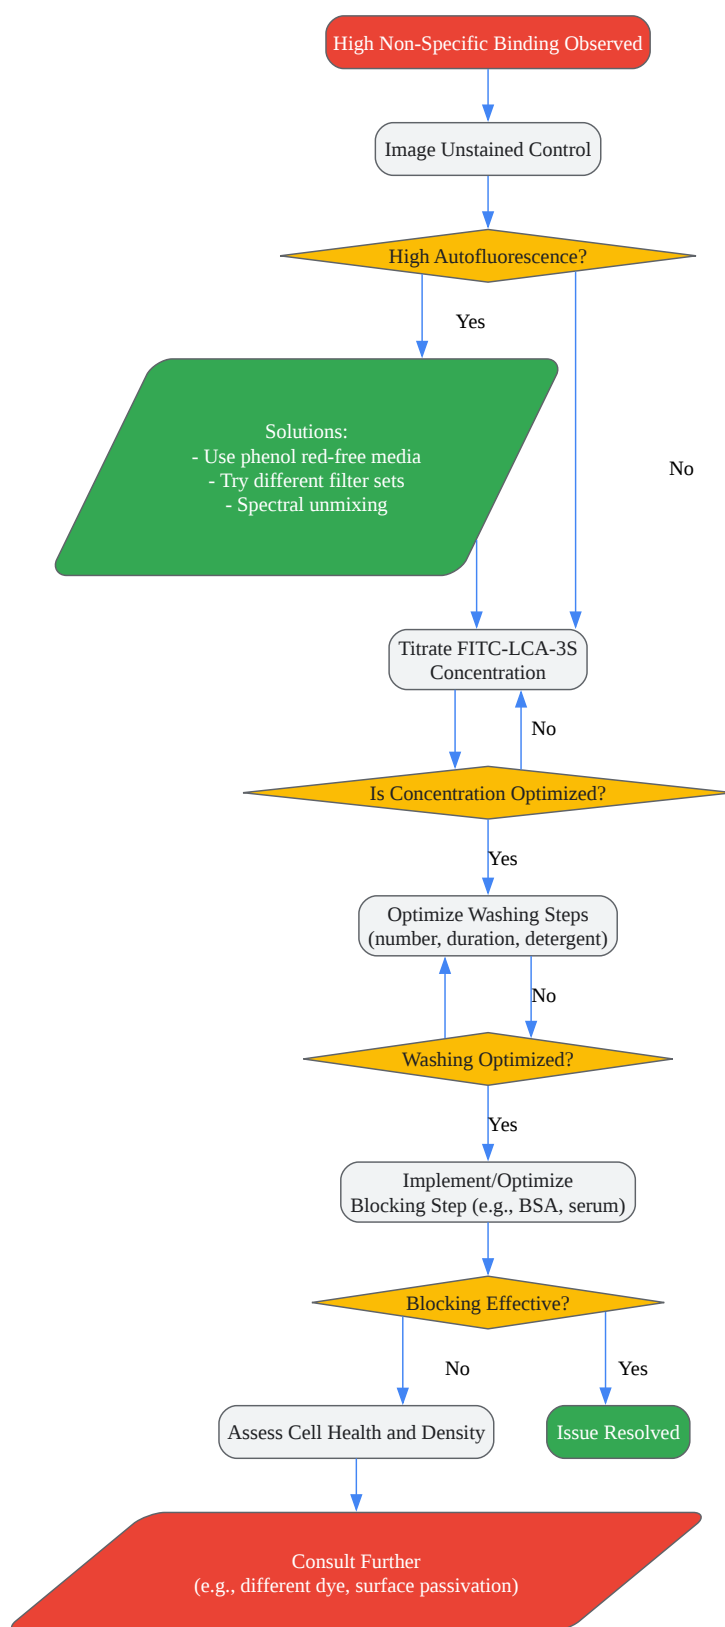 High Non-Specific Binding Observed
Image Unstained Control
High Autofluorescence?
Yes
Solutions:
- Use phenol red-free media
- Try different filter sets
- Spectral unmixing
No
Titrate FITC-LCA-3S
Concentration
No
Is Concentration Optimized?
Yes
Optimize Washing Steps
(number, duration, detergent)
No
Washing Optimized?
Yes
Implement/Optimize
Blocking Step (e.g., BSA, serum)
Blocking Effective?
No
Yes
Assess Cell Health and Density
Issue Resolved
Consult Further
(e.g., different dye, surface passivation)